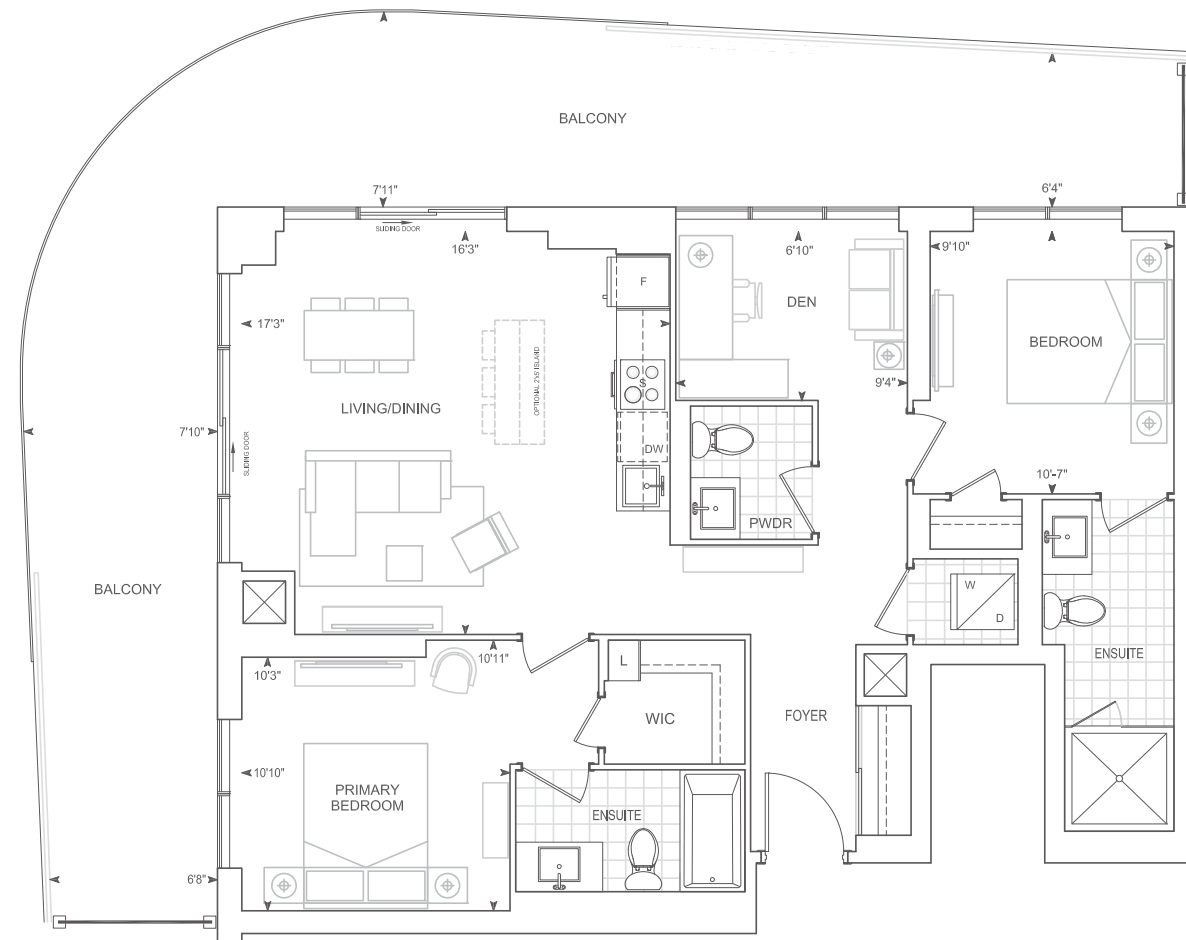 BALCONY
7'11"
6'4"
SLIDING DOOR
16'3"
6'10"
9'10"
F
DEN
17'3"
BEDROOM
OPTIONAL 2'x5' ISLAND
S
9'4"
LIVING/DINING
7'10"
SLIDING DOOR
DW
10'-7"
PWDR
BALCONY
W
D
ENSUITE
10'11"
10'3"
L
WIC
FOYER
10'10"
PRIMARY
BEDROOM
ENSUITE
6'8"